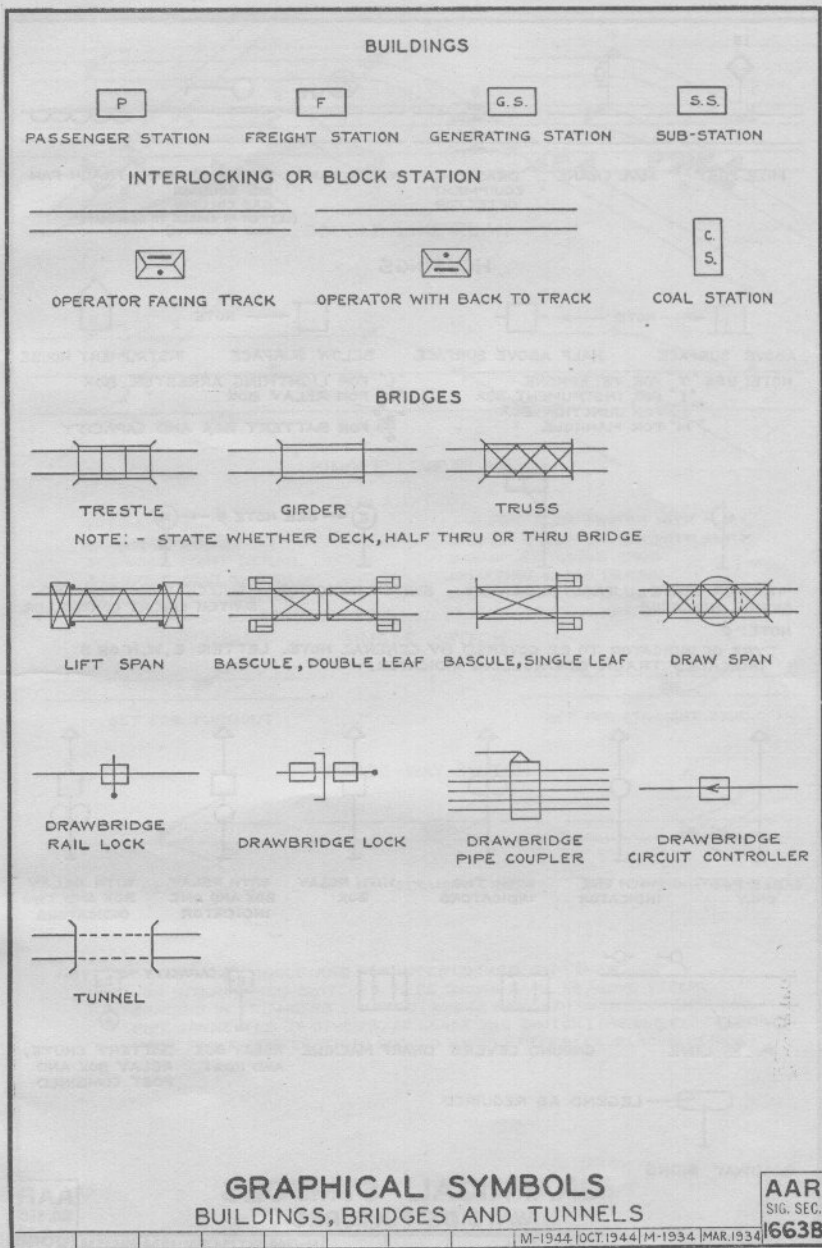 BUILDINGS
P F G.S. S.S.
PASSENGER STATION FREIGHT STATION GENERATING STATION SUB-STATION
INTERLOCKING OR BLOCK STATION
C.
S.
OPERATOR FACING TRACK OPERATOR WITH BACK TO TRACK COAL STATION
BRIDGES
TRESTLE GIRDER TRUSS
NOTE: - STATE WHETHER DECK, HALF THRU OR THRU BRIDGE
LIFT SPAN BASCULE, DOUBLE LEAF BASCULE, SINGLE LEAF DRAW SPAN
DRAWBRIDGE
RAIL LOCK
DRAWBRIDGE LOCK
DRAWBRIDGE
PIPE COUPLER
DRAWBRIDGE
CIRCUIT CONTROLLER
TUNNEL
GRAPHICAL SYMBOLS
BUILDINGS, BRIDGES AND TUNNELS
M-1944 OCT. 1944 M-1934 MAR. 1934
AAR
SIG. SEC.
1663B